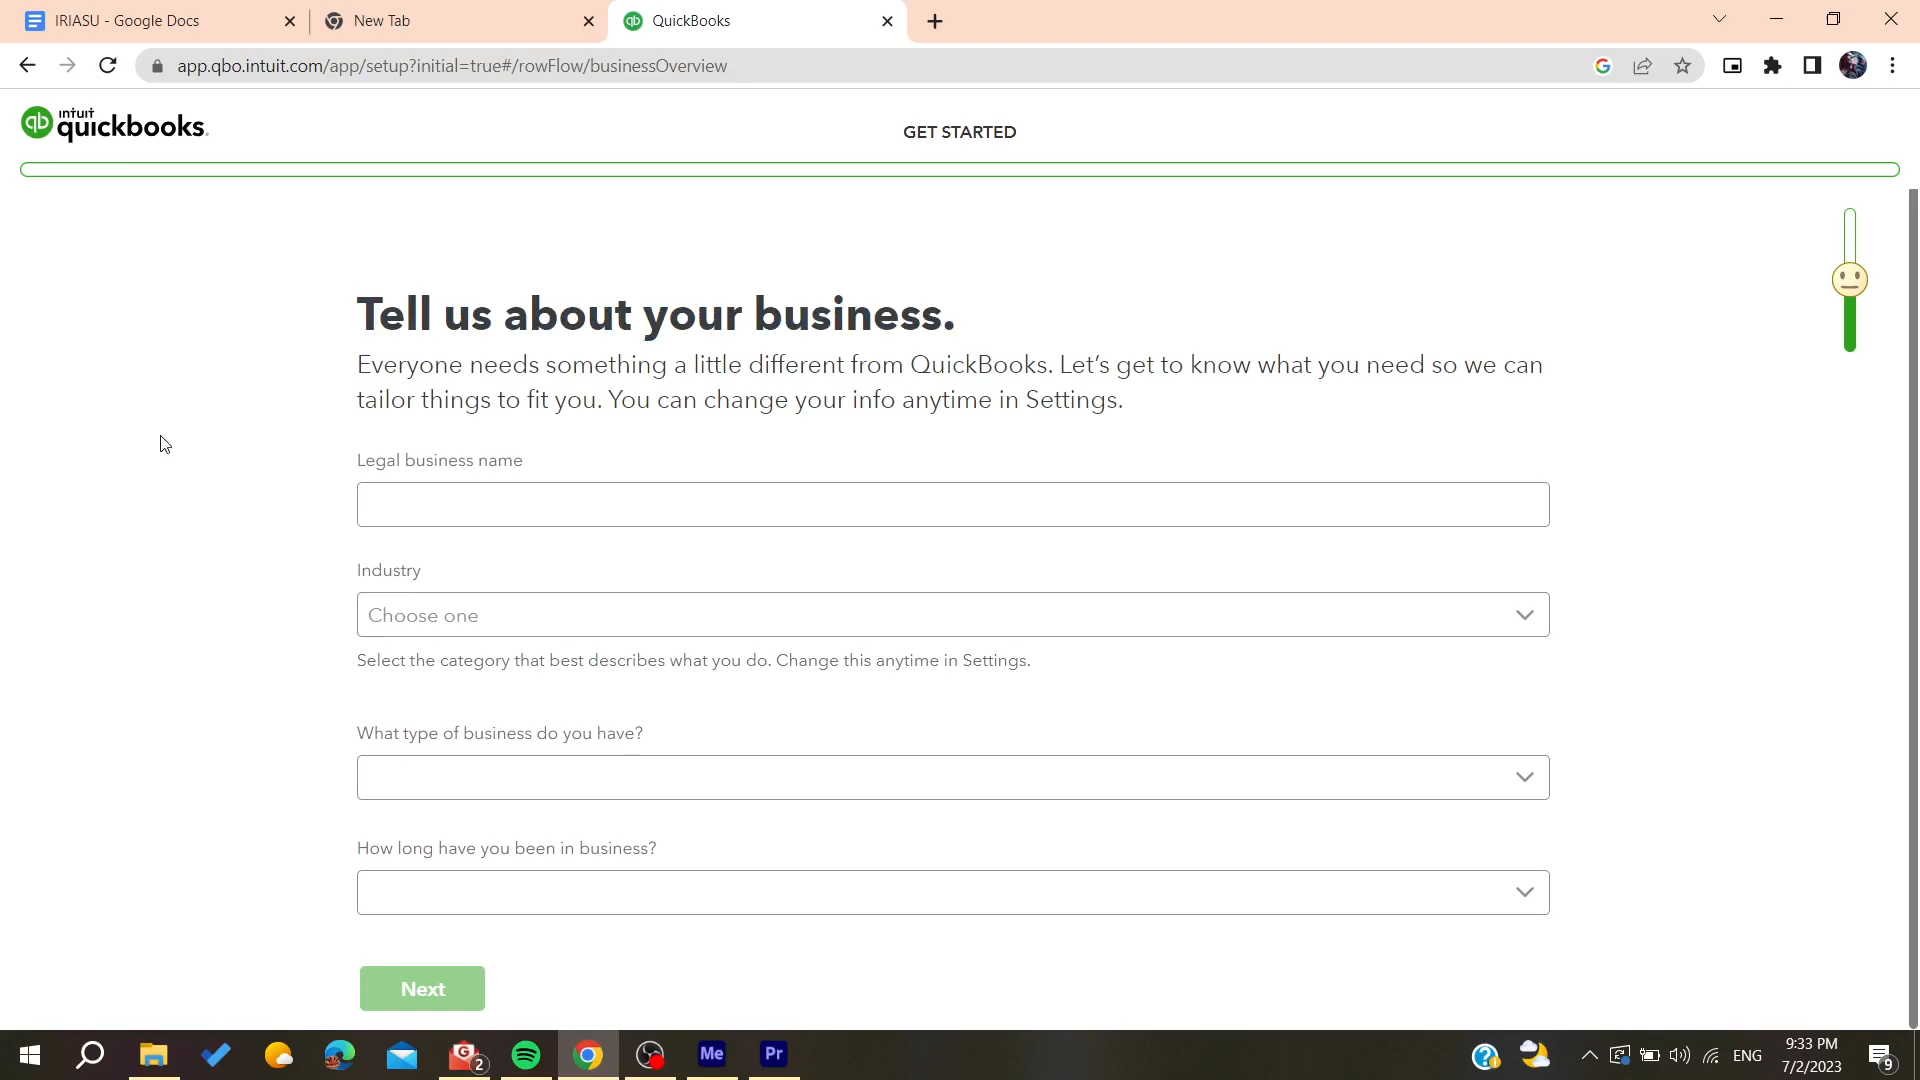 IRIASU - Google Docs
New Tab
QuickBooks
app.qbo.intuit.com/app/setup?initial=true#/rowFlow/businessOverview
intuit
quickbooks.
GET STARTED
Tell us about your business.
Everyone needs something a little different from QuickBooks. Let’s get to know what you need so we can
tailor things to fit you. You can change your info anytime in Settings.
Legal business name
Industry
Choose one
Select the category that best describes what you do. Change this anytime in Settings.
What type of business do you have?
How long have you been in business?
Next
2
Me
Pr
ENG
9:33 PM
7/2/2023
9